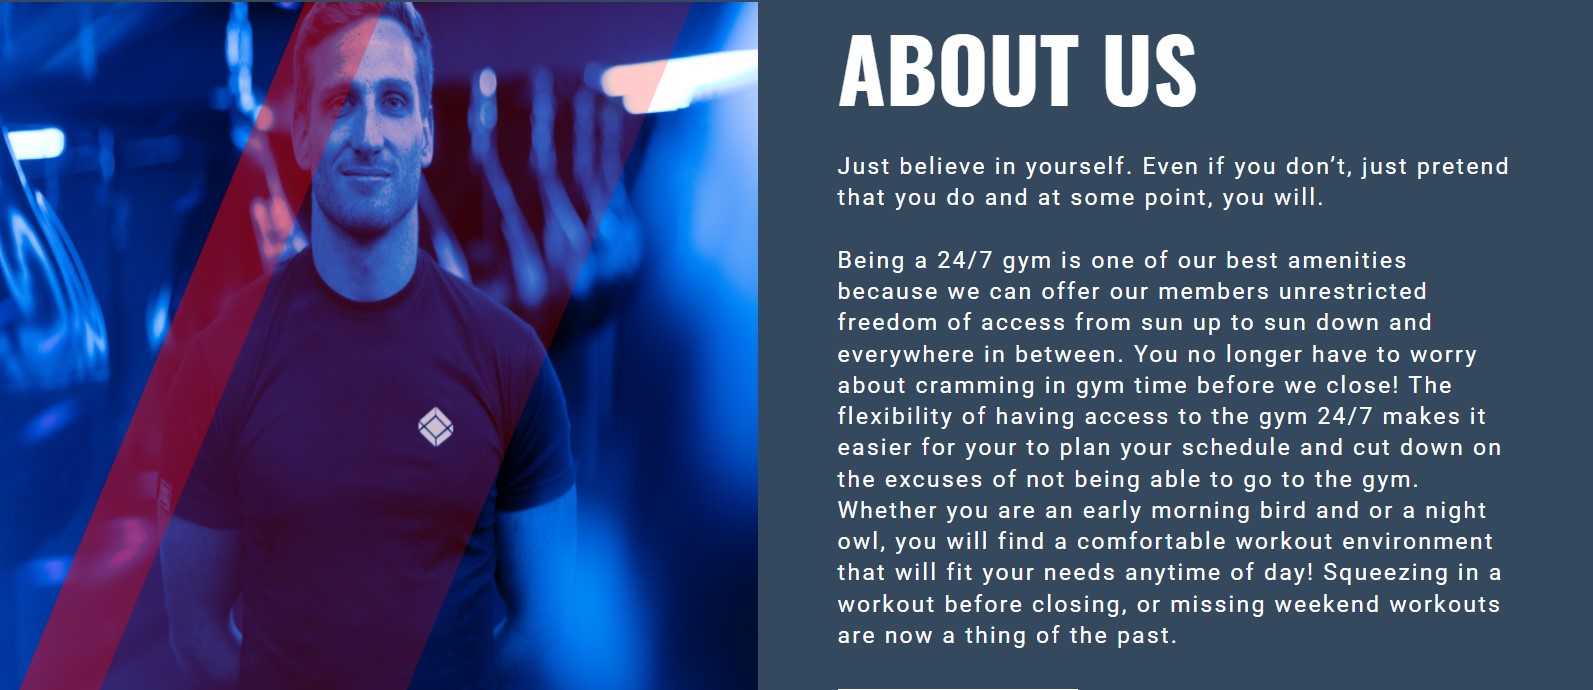 ABOUT US
Just believe in yourself. Even if you don’t, just pretend
that you do and at some point, you will.
Being a 24/7 gym is one of our best amenities
because we can offer our members unrestricted
freedom of access from sun up to sun down and
everywhere in between. You no longer have to worry
about cramming in gym time before we close! The
flexibility of having access to the gym 24/7 makes it
easier for your to plan your schedule and cut down on
the excuses of not being able to go to the gym.
Whether you are an early morning bird and or a night
owl, you will find a comfortable workout environment
that will fit your needs anytime of day! Squeezing in a
workout before closing, or missing weekend workouts
are now a thing of the past.